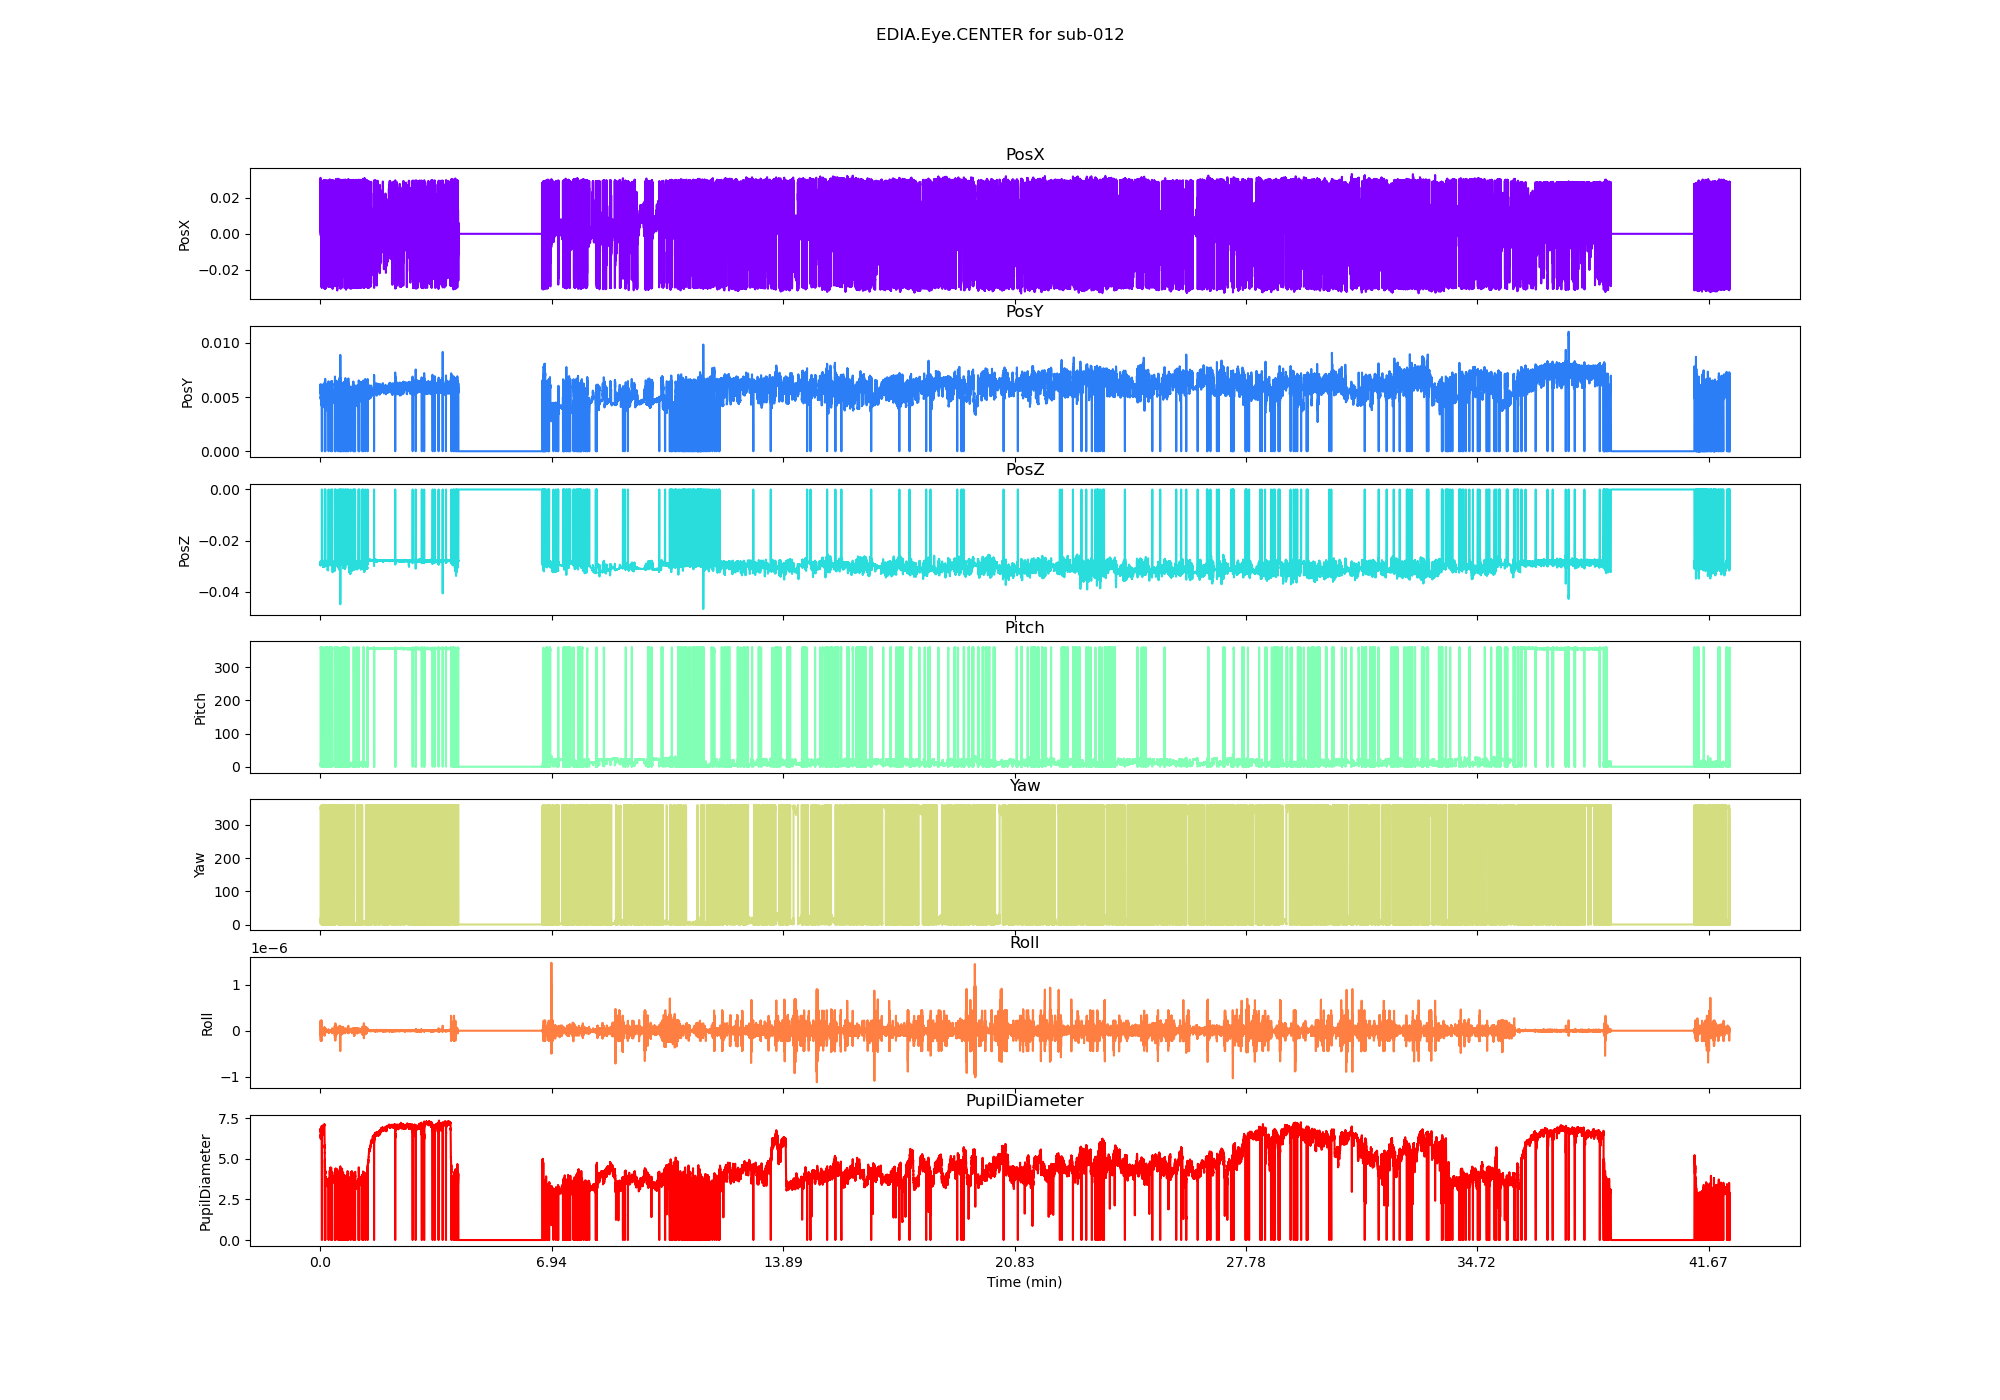 EDIA.Eye.CENTER for sub-012
PosX
PosX
0.02
0.00
−0.02
PosY
PosY
0.010
0.005
0.000
PosZ
PosZ
0.00
−0.02
−0.04
Pitch
Pitch
300
200
100
0
Yaw
Yaw
300
200
100
0
1e−6
Roll
Roll
1
0
−1
PupilDiameter
PupilDiameter
7.5
5.0
2.5
0.0
0.0 6.94 13.89 20.83 27.78 34.72 41.67
Time (min)